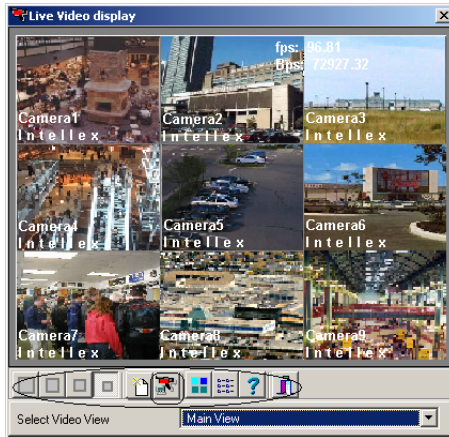 Live Video display
fps: 96.81
Bps: 72927.32
Camera1
Intellex
Camera2
Intellex
Camera3
Intellex
Camera4
Intellex
Camera5
Intellex
Camera6
Intellex
Camera7
Intellex
Camera8
Intellex
Camera9
Intellex
?
Select Video View
Main View